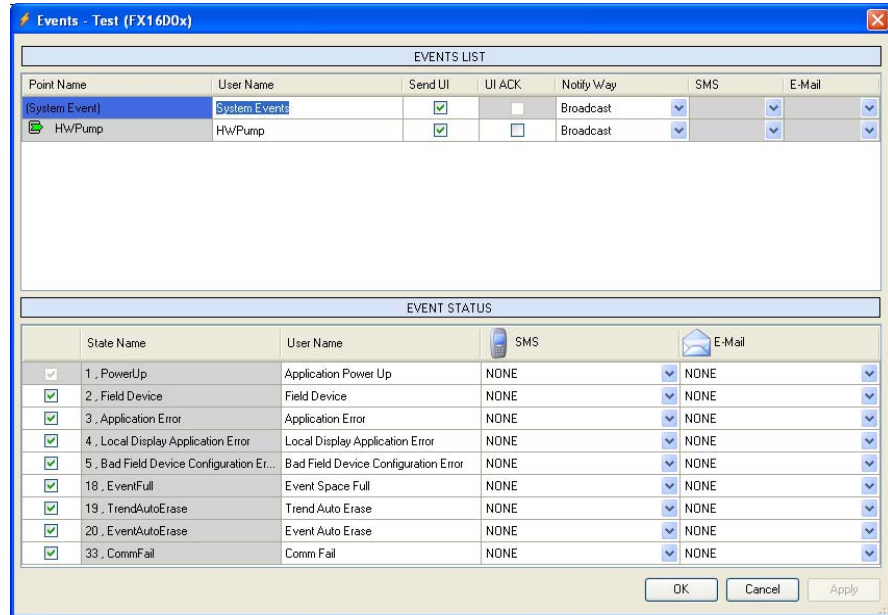 Events - Test (FX16D0x)
EVENTS LIST
Point Name User Name Send UI UI ACK Notify Way SMS E-Mail
(System Event) System Events Broadcast
HWPump HWPump Broadcast
EVENT STATUS
State Name User Name SMS E-Mail
1 , PowerUp Application Power Up NONE NONE
2 , Field Device Field Device NONE NONE
3 , Application Error Application Error NONE NONE
4 , Local Display Application Error Local Display Application Error NONE NONE
5 , Bad Field Device Configuration Er... Bad Field Device Configuration Error NONE NONE
18 , EventFull Event Space Full NONE NONE
19 , TrendAutoErase Trend Auto Erase NONE NONE
20 , EventAutoErase Event Auto Erase NONE NONE
33 , CommFail Comm Fail NONE NONE
OK Cancel Apply